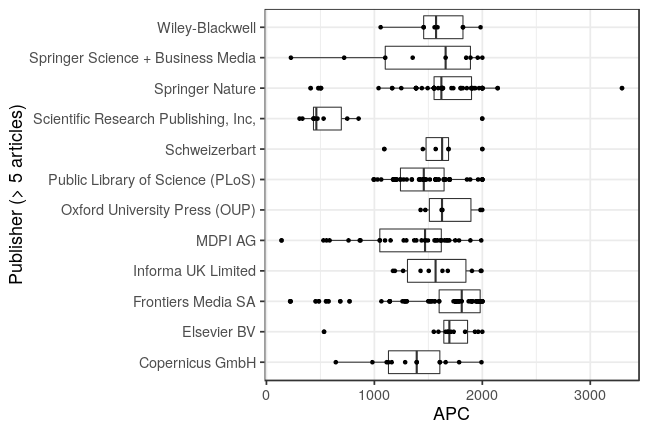 Publisher (> 5 articles)
Wiley-Blackwell
Springer Science + Business Media
Springer Nature
Scientific Research Publishing, Inc,
Schweizerbart
Public Library of Science (PLoS)
Oxford University Press (OUP)
MDPI AG
Informa UK Limited
Frontiers Media SA
Elsevier BV
Copernicus GmbH
0 1000 2000 3000
APC